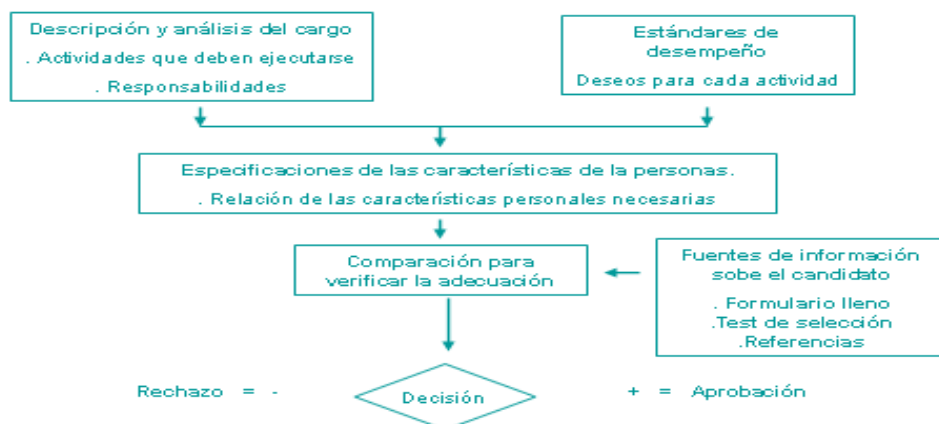 Descripción y análisis del cargo
. Actividades que deben ejecutarse
. Responsabilidades
Estándares de
desempeño
Deseos para cada actividad
Especificaciones de las características de la personas.
. Relación de las características personales necesarias
Comparación para
verificar la adecuación
Fuentes de información
sobe el candidato
. Formulario lleno
.Test de selección
.Referencias
Rechazo = -
Decisión
+ = Aprobación